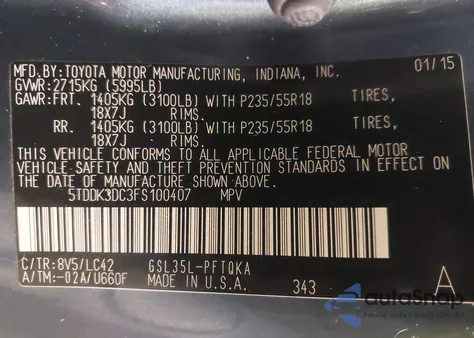 MFD.BY:TOYOTA MOTOR MANUFACTURING, INDIANA, INC. 01/15
GVWR: 2715KG (5995LB)
GAWR:FRT. 1405KG (3100LB) WITH P235/55R18 TIRES,
18X7J RIMS.
RR. 1405KG (3100LB) WITH P235/55R18 TIRES,
18X7J RIMS.
THIS VEHICLE CONFORMS TO ALL APPLICABLE FEDERAL MOTOR
VEHICLE SAFETY AND THEFT PREVENTION STANDARDS IN EFFECT ON
THE DATE OF MANUFACTURE SHOWN ABOVE.
5TDDK3DC3FS100407 MPV
C/TR:8V5/LC42 GSL35L-PFTQKA
A/TM:-02A/U660F MADE IN U.S.A. 343 A
autoSnap